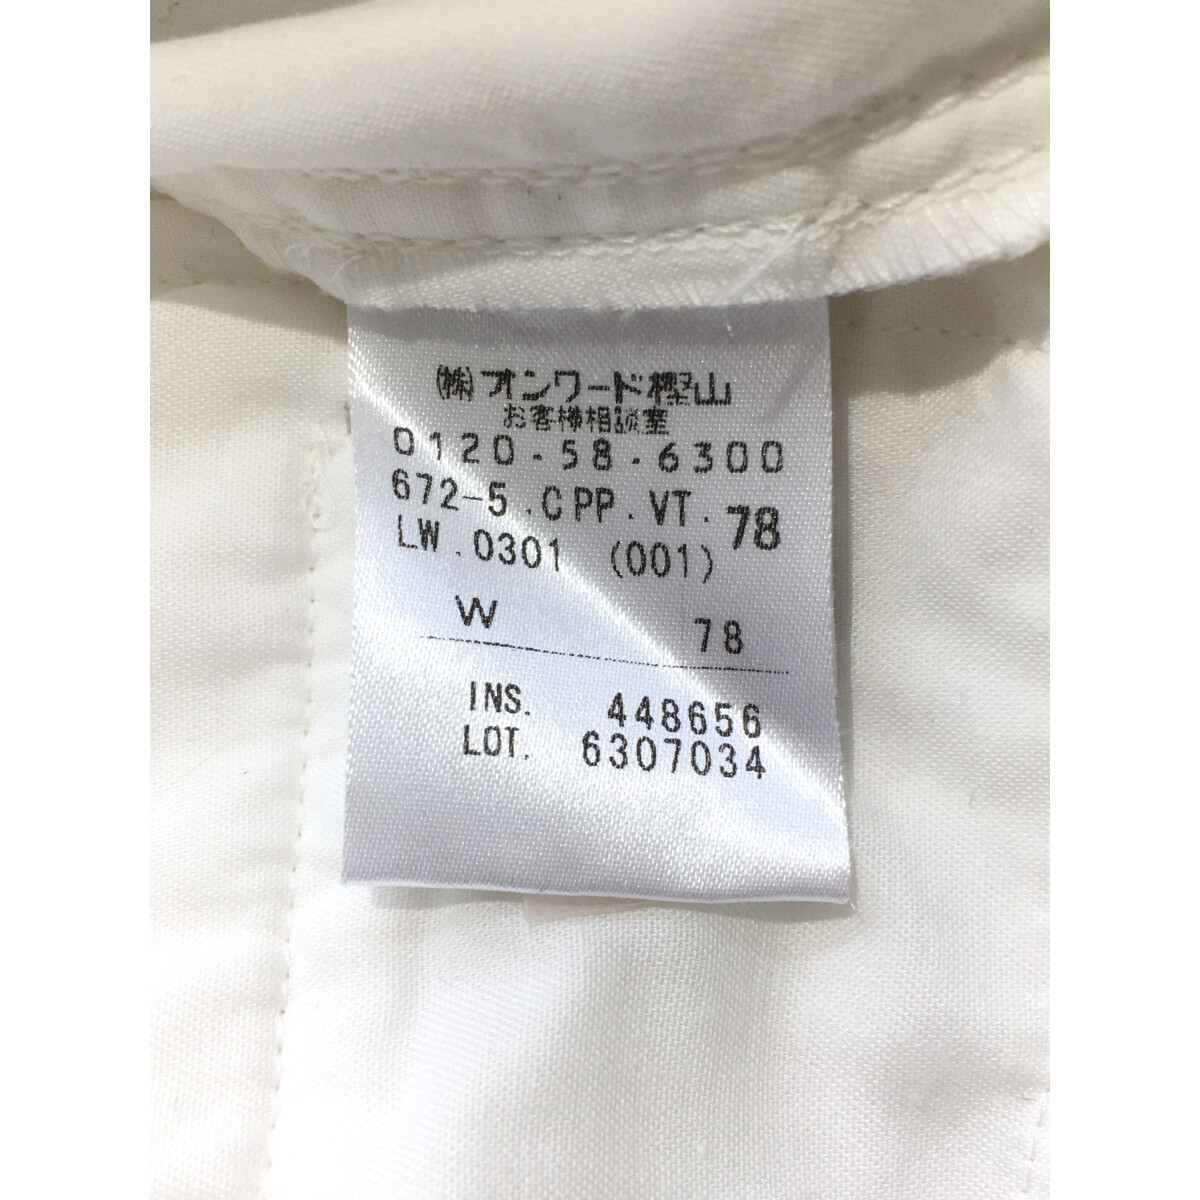 (株)オンワード樫山
お客様相談室
0120-58-6300
672-5.CPP.VT. 78
LW.0301 (001)
W 78
INS. 448656
LOT. 6307034